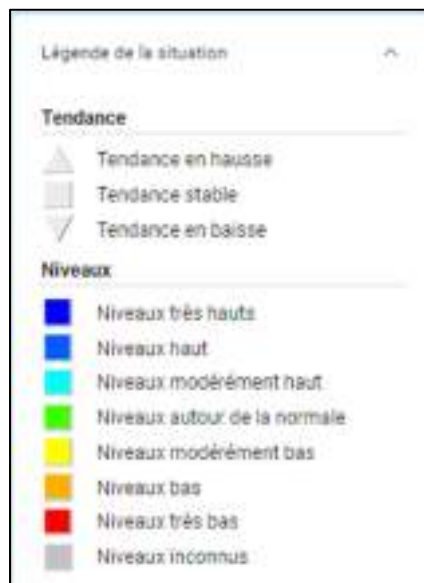 Légende de la situation
Tendance
Tendance en hausse
Tendance stable
Tendance en baisse
Niveaux
Niveaux très hauts
Niveaux haut
Niveaux modérément haut
Niveaux autour de la normale
Niveaux modérément bas
Niveaux bas
Niveaux très bas
Niveaux inconnus